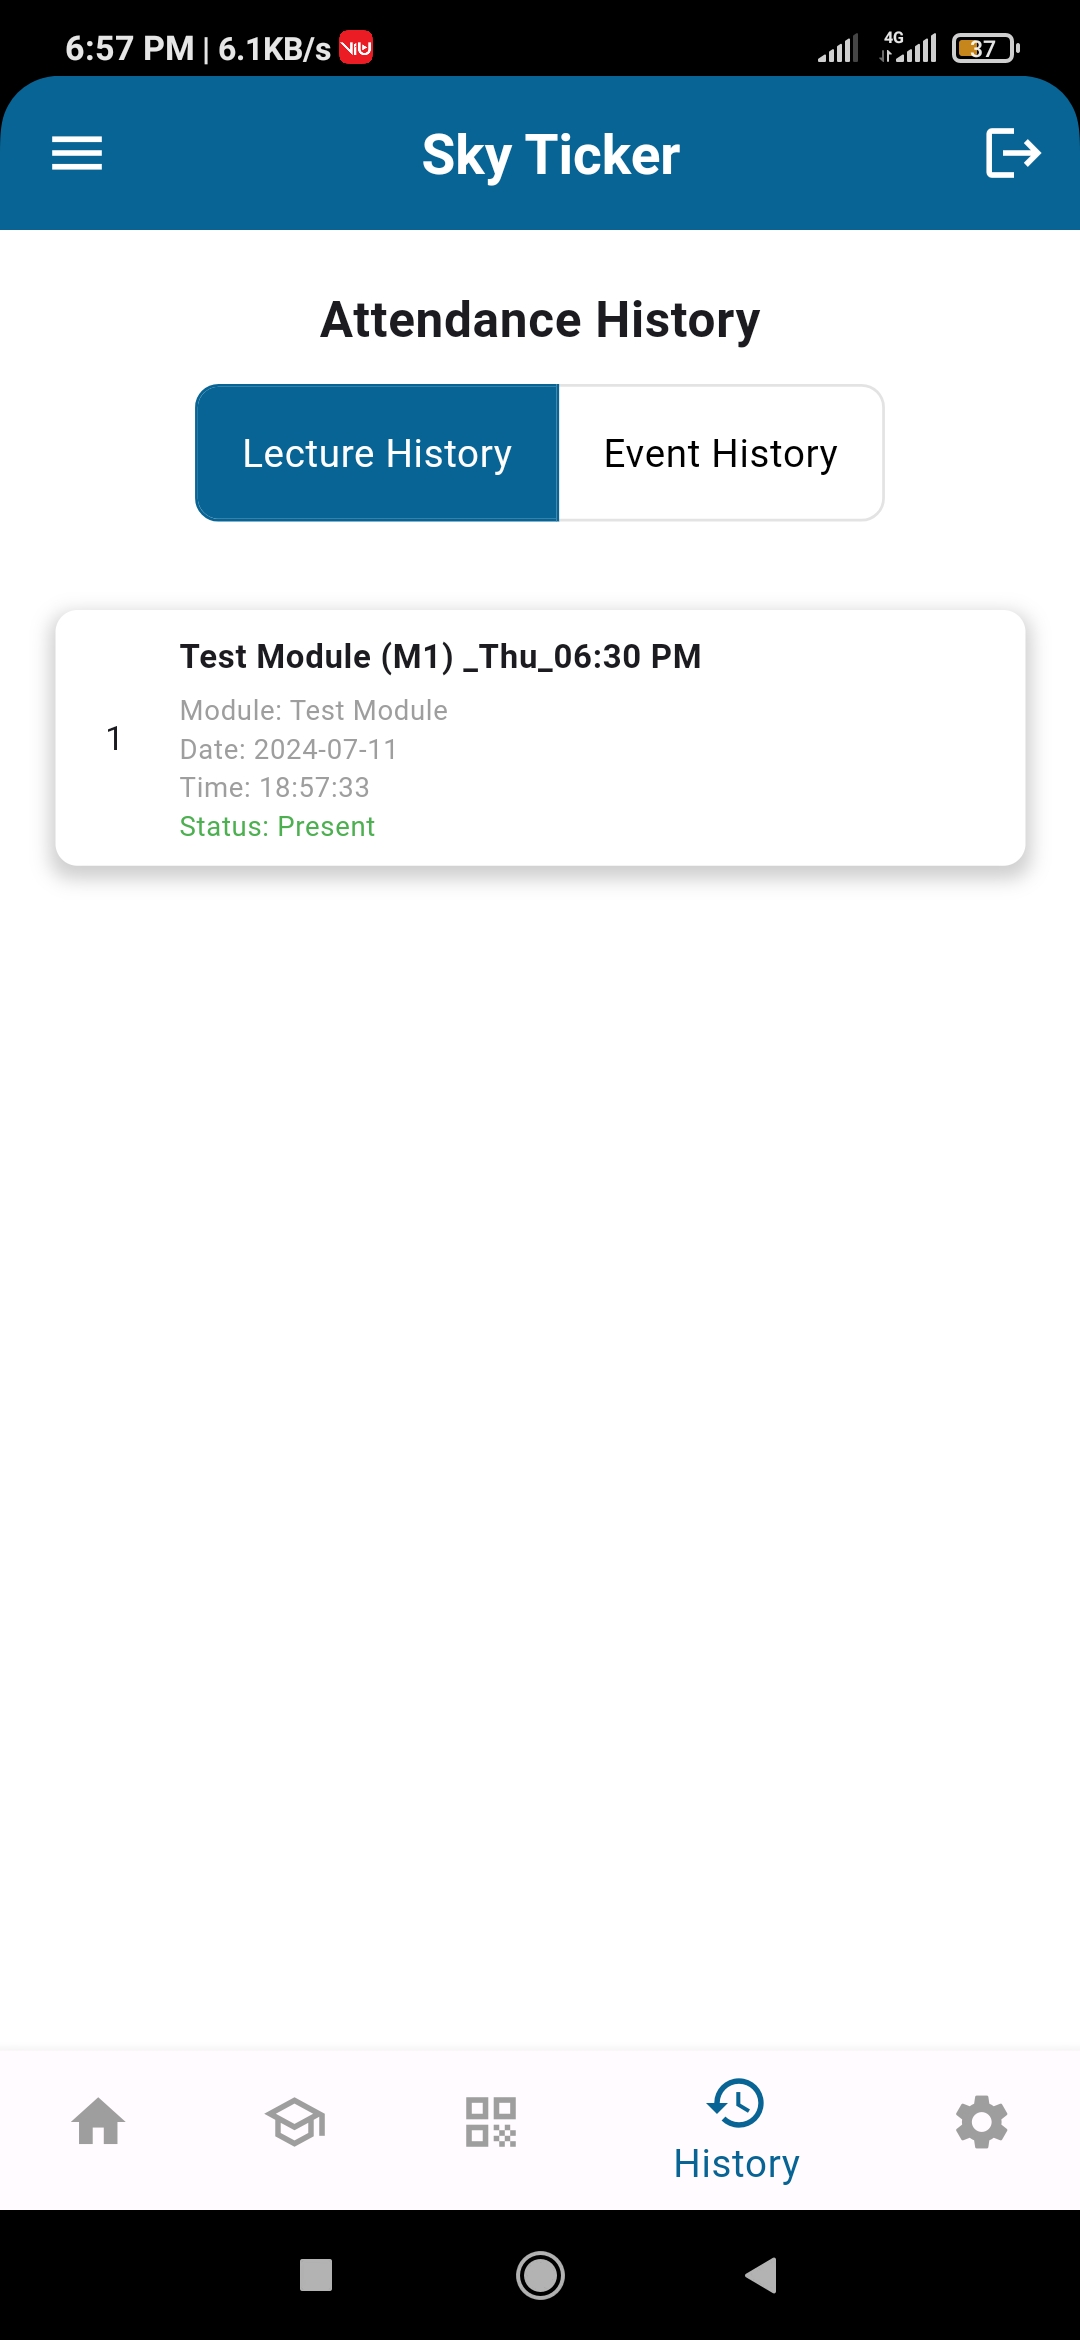 6:57 PM | 6.1KB/s VIU
4G
37
Sky Ticker
Attendance History
Lecture History
Event History
1
Test Module (M1) _Thu_06:30 PM
Module: Test Module
Date: 2024-07-11
Time: 18:57:33
Status: Present
History